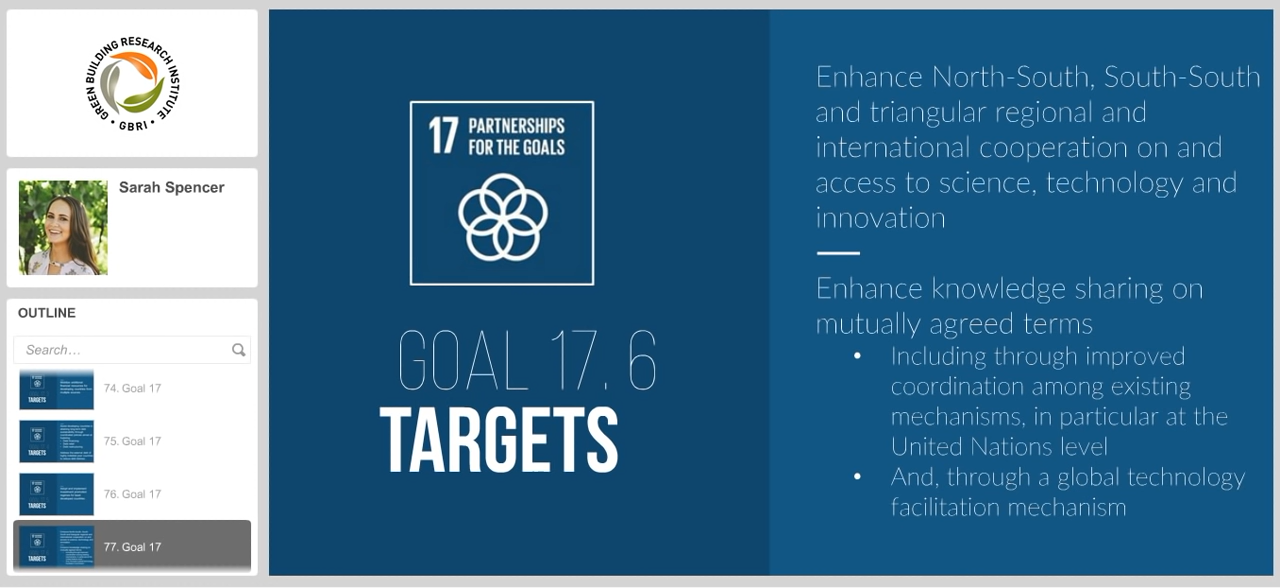 GREEN BUILDING RESEARCH INSTITUTE
• GBRI •
Sarah Spencer
OUTLINE
Search...
TARGETS
74. Goal 17
TARGETS
75. Goal 17
TARGETS
76. Goal 17
TARGETS
77. Goal 17
17 PARTNERSHIPS
FOR THE GOALS
GOAL 17.6
TARGETS
Enhance North-South, South-South
and triangular regional and
international cooperation on and
access to science, technology and
innovation
Enhance knowledge sharing on
mutually agreed terms
• Including through improved
coordination among existing
mechanisms, in particular at the
United Nations level
• And, through a global technology
facilitation mechanism